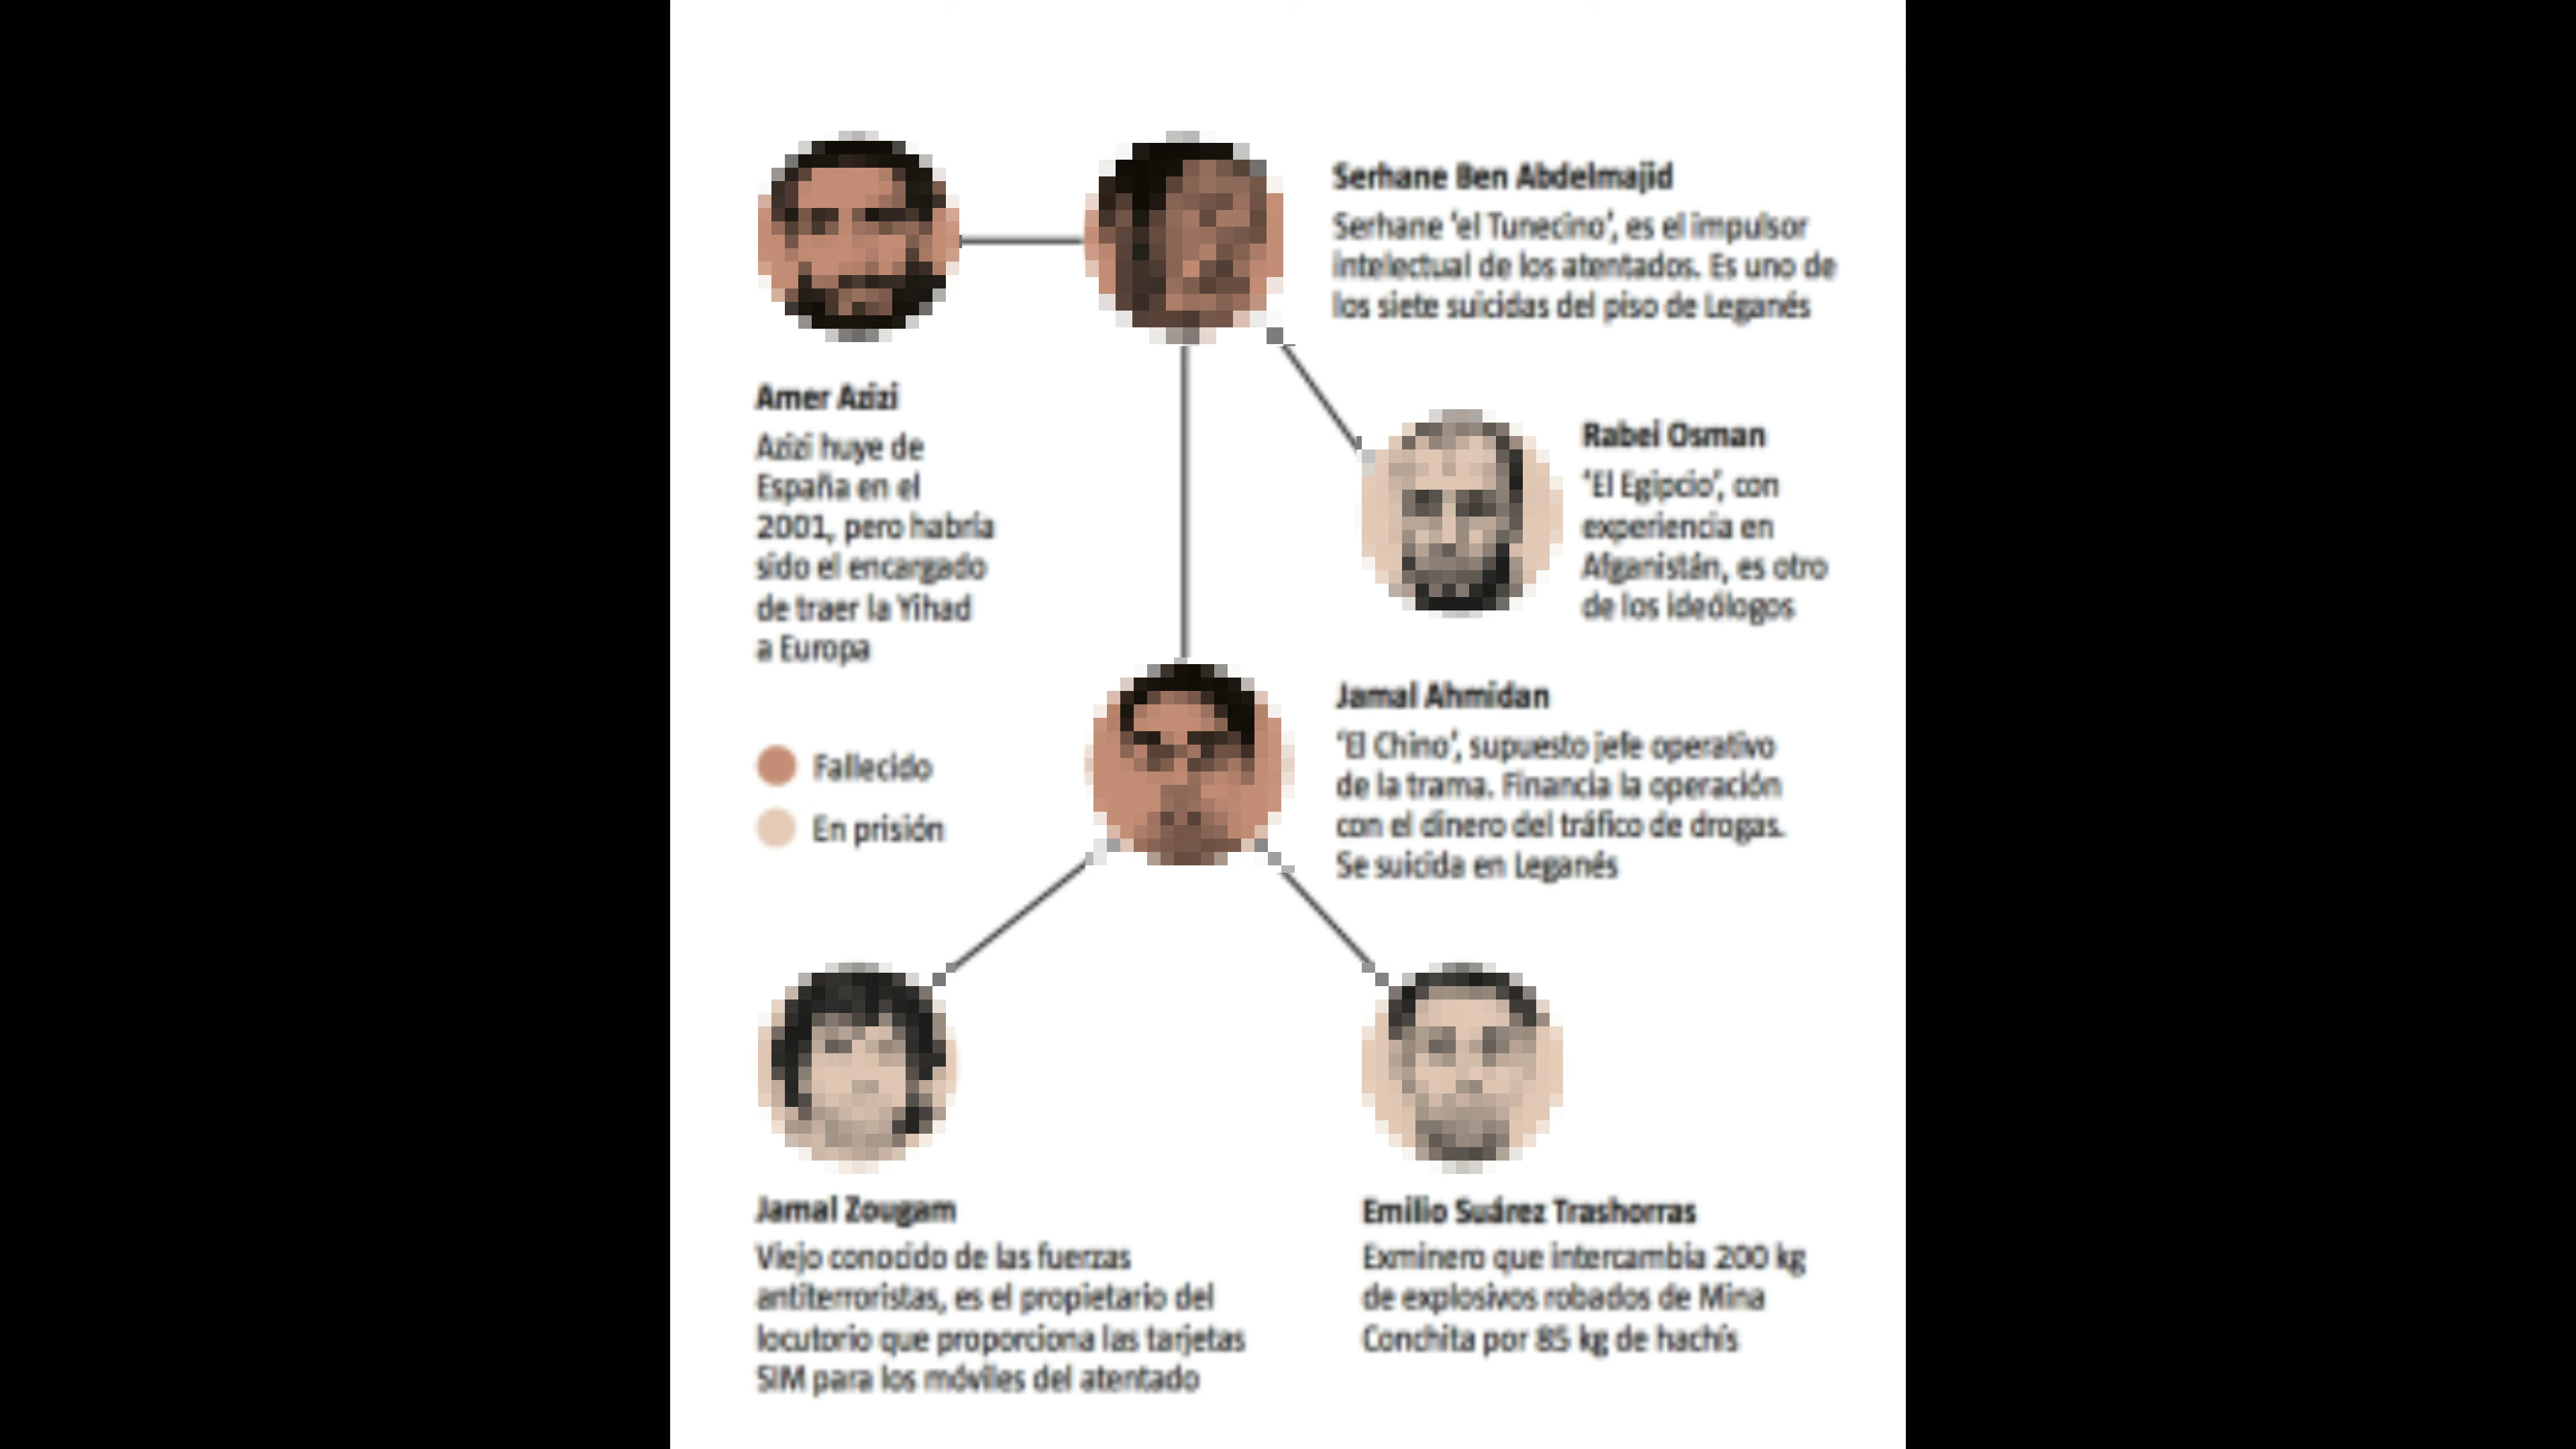 Serhane Ben Abdelmajid
Serhane ‘el Tunecino’, es el impulsor
intelectual de los atentados. Es uno de
los siete suicidas del piso de Leganés
Amer Azizi
Azizi huye de
España en el
2001, pero habría
sido el encargado
de traer la Yihad
a Europa
Rabei Osman
‘El Egipcio’, con
experiencia en
Afganistán, es otro
de los ideólogos
Jamal Ahmidan
‘El Chino’, supuesto jefe operativo
de la trama. Financia la operación
con el dinero del tráfico de drogas.
Se suicida en Leganés
Fallecido
En prisión
Jamal Zougam
Viejo conocido de las fuerzas
antiterroristas, es el propietario del
locutorio que proporciona las tarjetas
SIM para los móviles del atentado
Emilio Suárez Trashorras
Exminero que intercambia 200 kg
de explosivos robados de Mina
Conchita por 85 kg de hachís